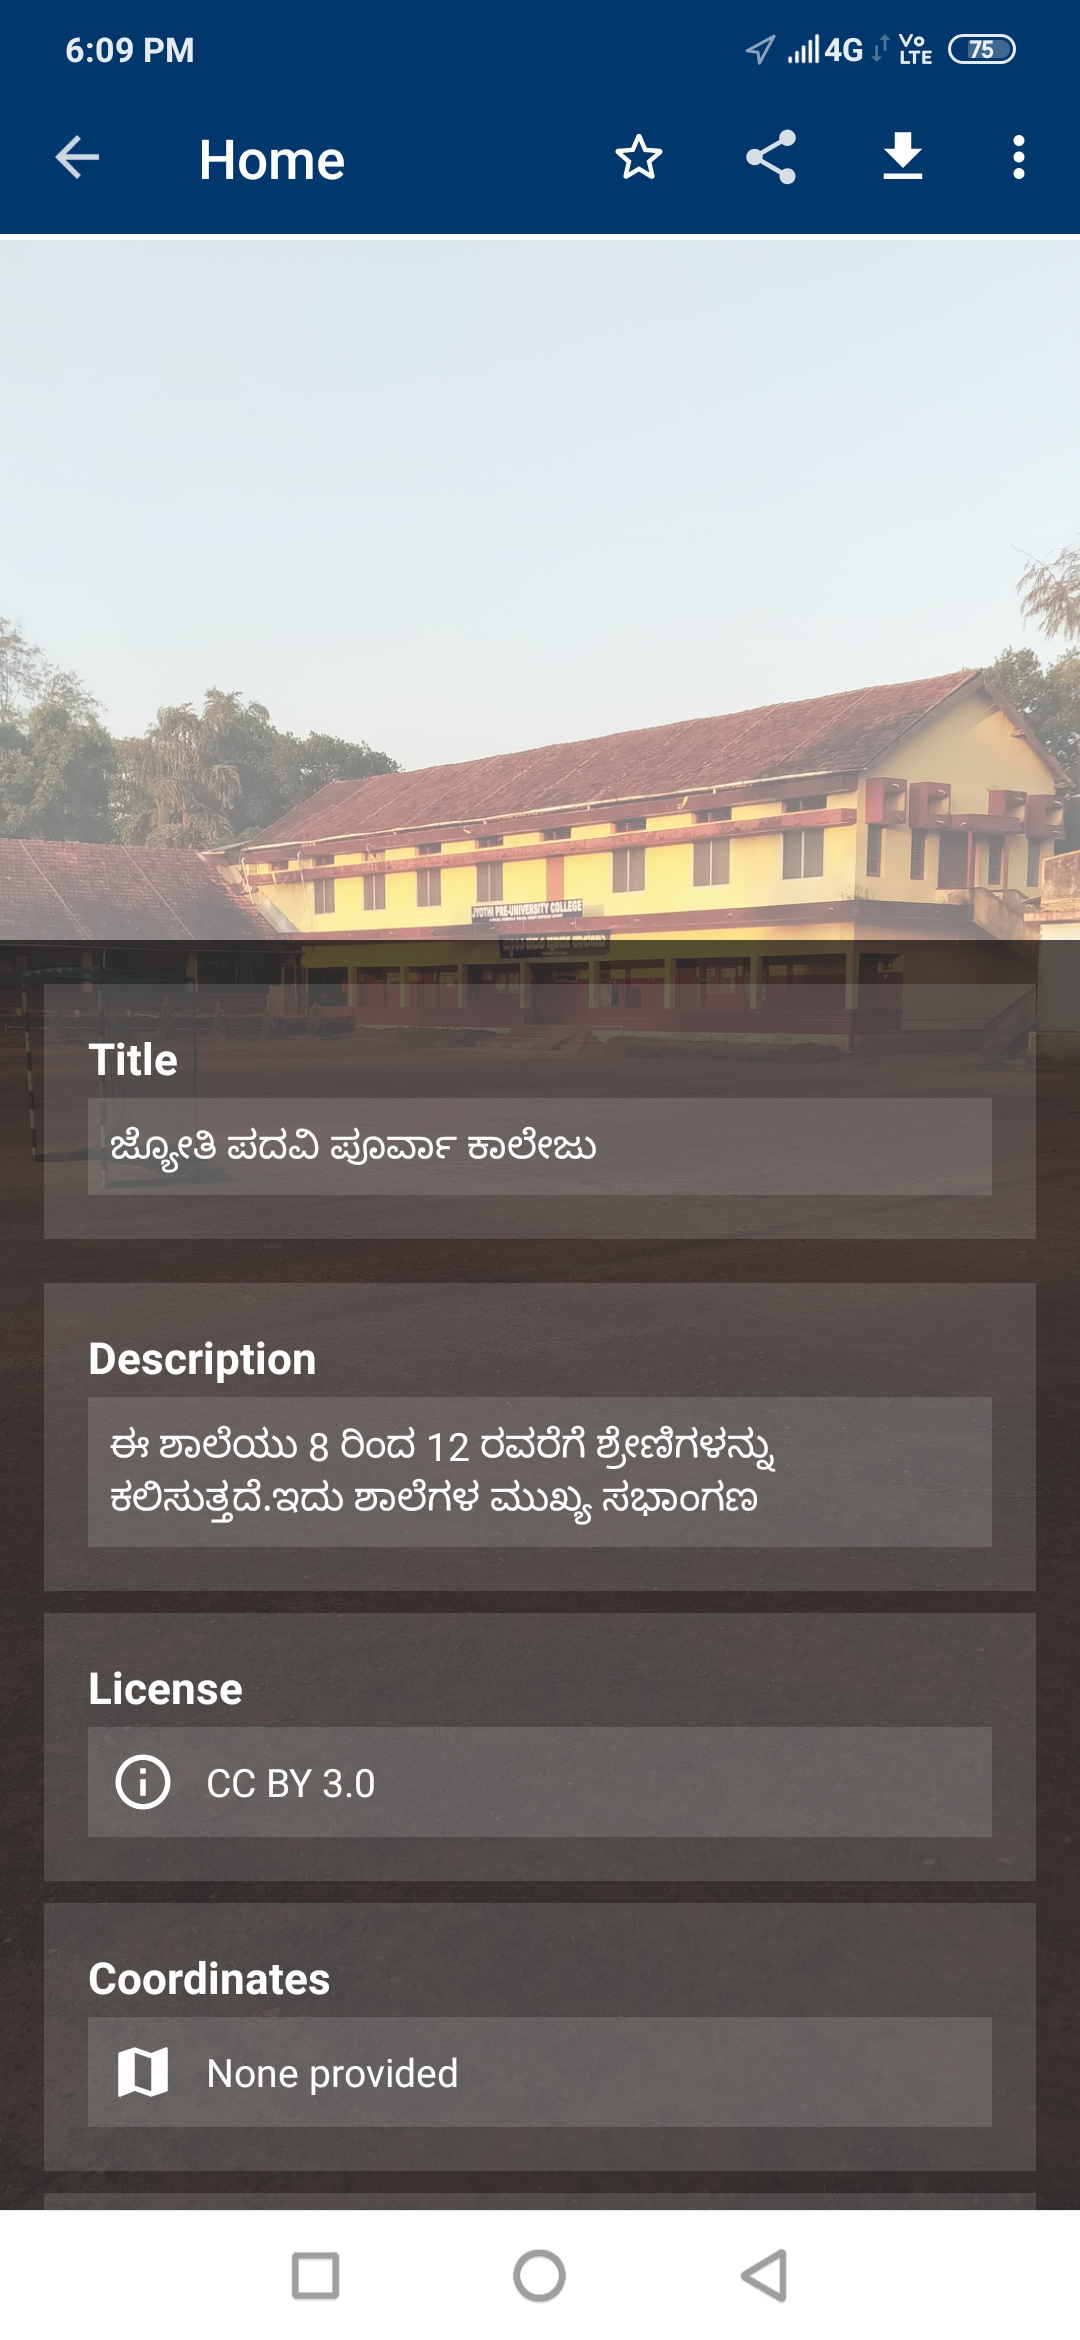 6:09 PM
4G
Vo
LTE
75
Home
JYOTHI PRE-UNIVERSITY COLLEGE
Title
ಜ್ಯೋತಿ ಪದವಿ ಪೂರ್ವಾ ಕಾಲೇಜು
Description
ಈ ಶಾಲೆಯು 8 ರಿಂದ 12 ರವರೆಗೆ ಶ್ರೇಣಿಗಳನ್ನು
ಕಲಿಸುತ್ತದೆ.ಇದು ಶಾಲೆಗಳ ಮುಖ್ಯ ಸಭಾಂಗಣ
License
CC BY 3.0
Coordinates
None provided